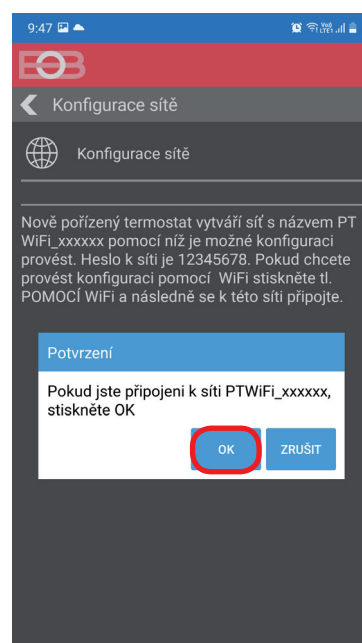 9:47
EOB
Konfigurace sítě
Konfigurace sítě
Nově pořízený termostat vytváří síť s názvem PT
WiFi_xxxxxx pomocí níž je možné konfiguraci
provést. Heslo k síti je 12345678. Pokud chcete
provést konfiguraci pomocí WiFi stiskněte tl.
POMOCÍ WiFi a následně se k této síti připojte.
Potvrzení
Pokud jste připojeni k síti PTWiFi_xxxxxx,
stiskněte OK
OK ZRUŠIT